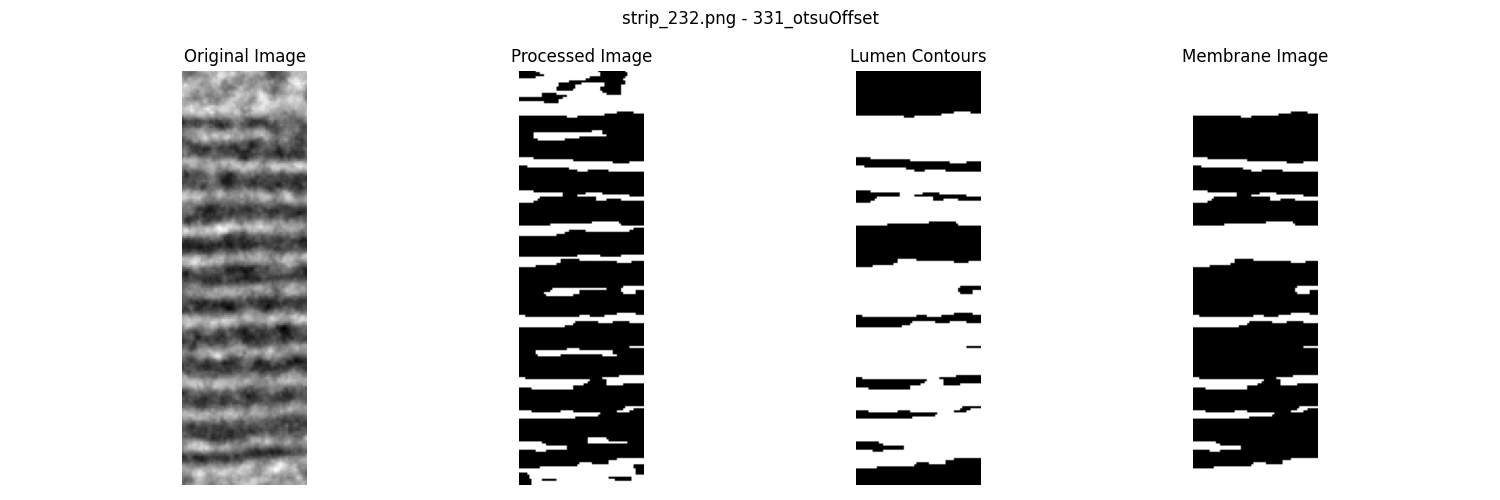 strip_232.png - 331_otsuOffset
Original Image
Processed Image
Lumen Contours
Membrane Image